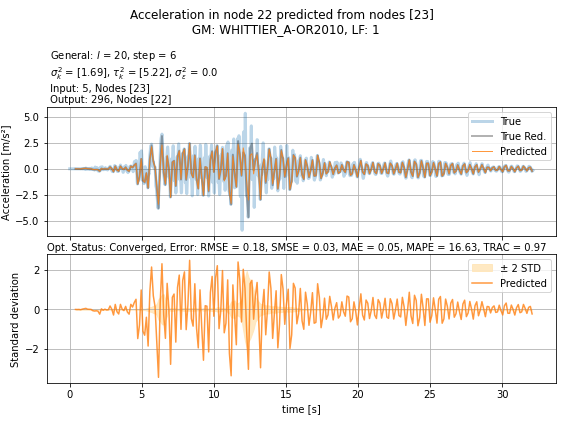 Acceleration in node 22 predicted from nodes [23]
GM: WHITTIER_A-OR2010, LF: 1
General: l = 20, step = 6
σ²ₖ = [1.69], τ²ₖ = [5.22], σ²ε = 0.0
Input: 5, Nodes [23]
Output: 296, Nodes [22]
Acceleration [m/s²]
5.0
2.5
0.0
−2.5
−5.0
True
True Red.
Predicted
Opt. Status: Converged, Error: RMSE = 0.18, SMSE = 0.03, MAE = 0.05, MAPE = 16.63, TRAC = 0.97
Standard deviation
2
0
−2
± 2 STD
Predicted
0 5 10 15 20 25 30
time [s]